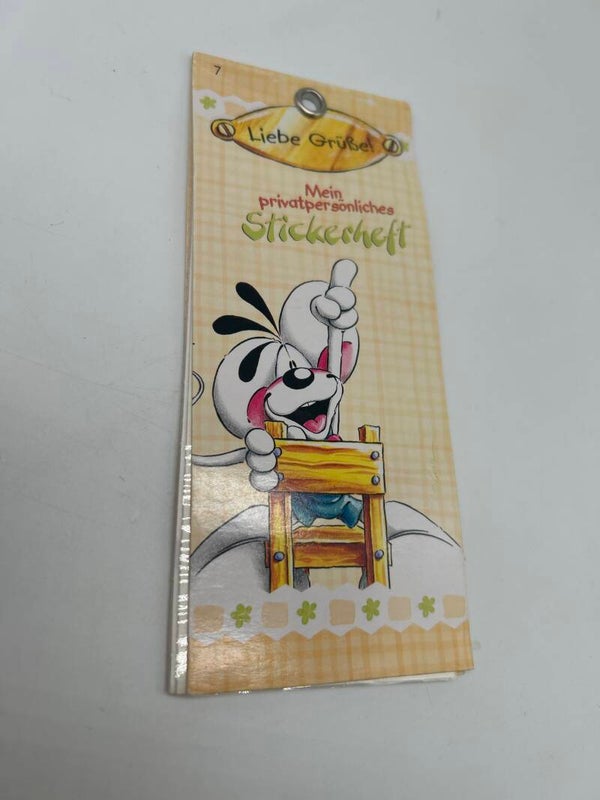 7
Liebe Grüße!
Mein
privatpersönliches
Stickerheft